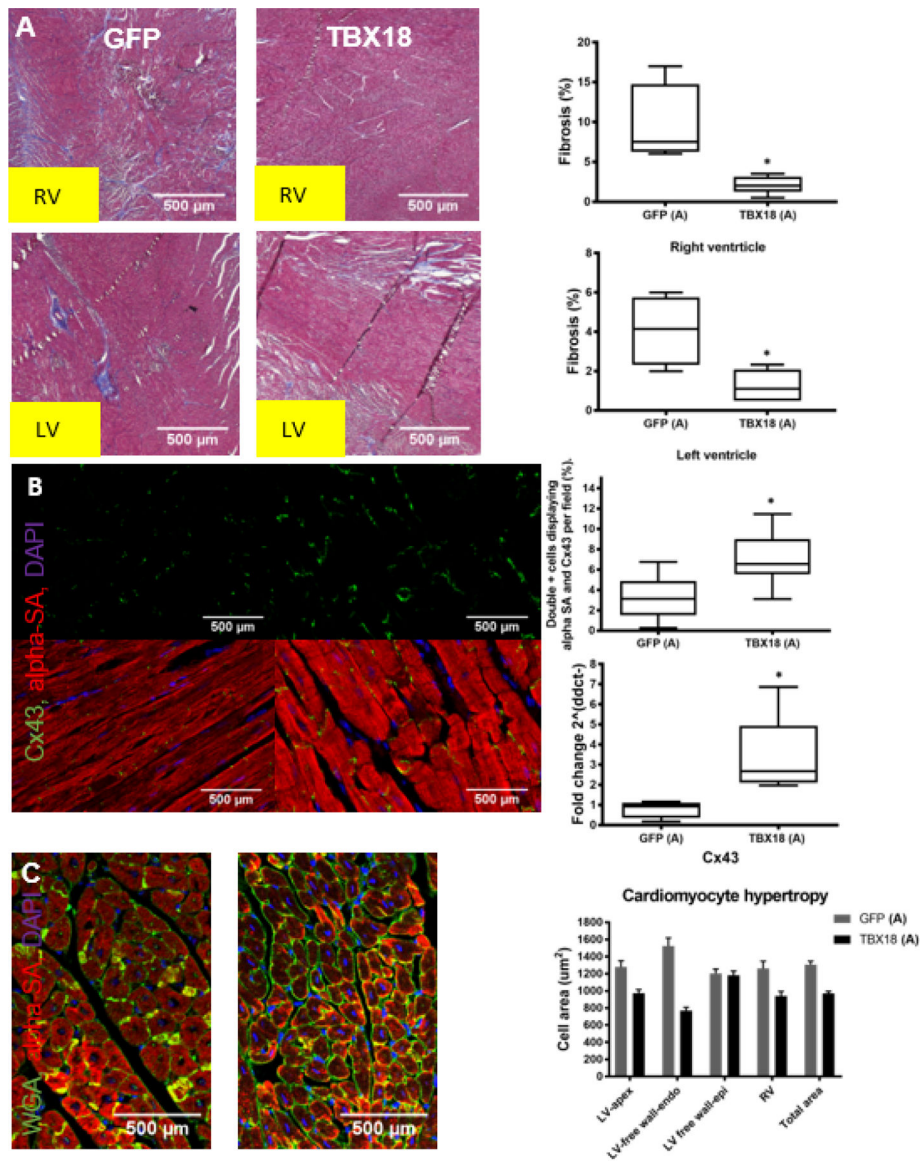 A
GFP
TBX18
RV
500 µm
RV
500 µm
LV
500 µm
LV
500 µm
Fibrosis (%)
20
15
10
5
0
*
GFP (A)
TBX18 (A)
Right ventrticle
Fibrosis (%)
8
6
4
2
0
*
GFP (A)
TBX18 (A)
Left ventricle
B
Cx43, alpha-SA, DAPI
500 µm
500 µm
500 µm
500 µm
Double + cells displaying
alpha SA and Cx43 per field (%).
14
12
10
8
6
4
2
0
*
GFP (A)
TBX18 (A)
Fold change 2^(ddct-)
8
7
6
5
4
3
2
1
0
*
GFP (A)
TBX18 (A)
Cx43
C
WGA, alpha-SA, DAPI
500 µm
500 µm
Cardiomyocyte hypertropy
GFP (A)
TBX18 (A)
Cell area (um²)
1800
1600
1400
1200
1000
800
600
400
200
0
LV-apex
LV-free wall-endo
LV free wall-epi
RV
Total area